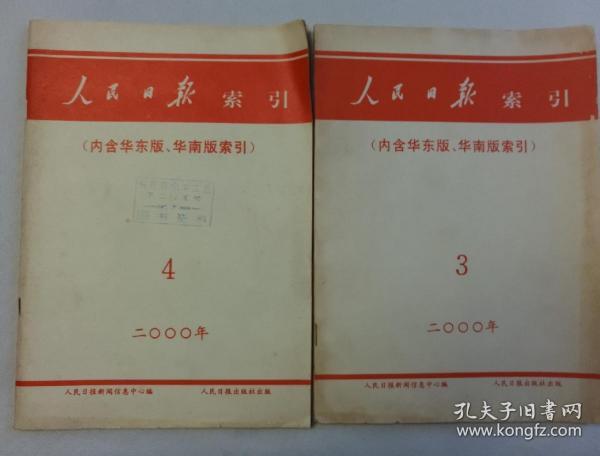 人民日报 索引
(内含华东版、华南版索引)
4
二〇〇〇年
人民日报新闻信息中心编 人民日报出版社出版
人民日报 索引
(内含华东版、华南版索引)
3
二〇〇〇年
人民日报新闻信息中心编 人民日报出版社出版
孔夫子旧书网
www.kongfz.com